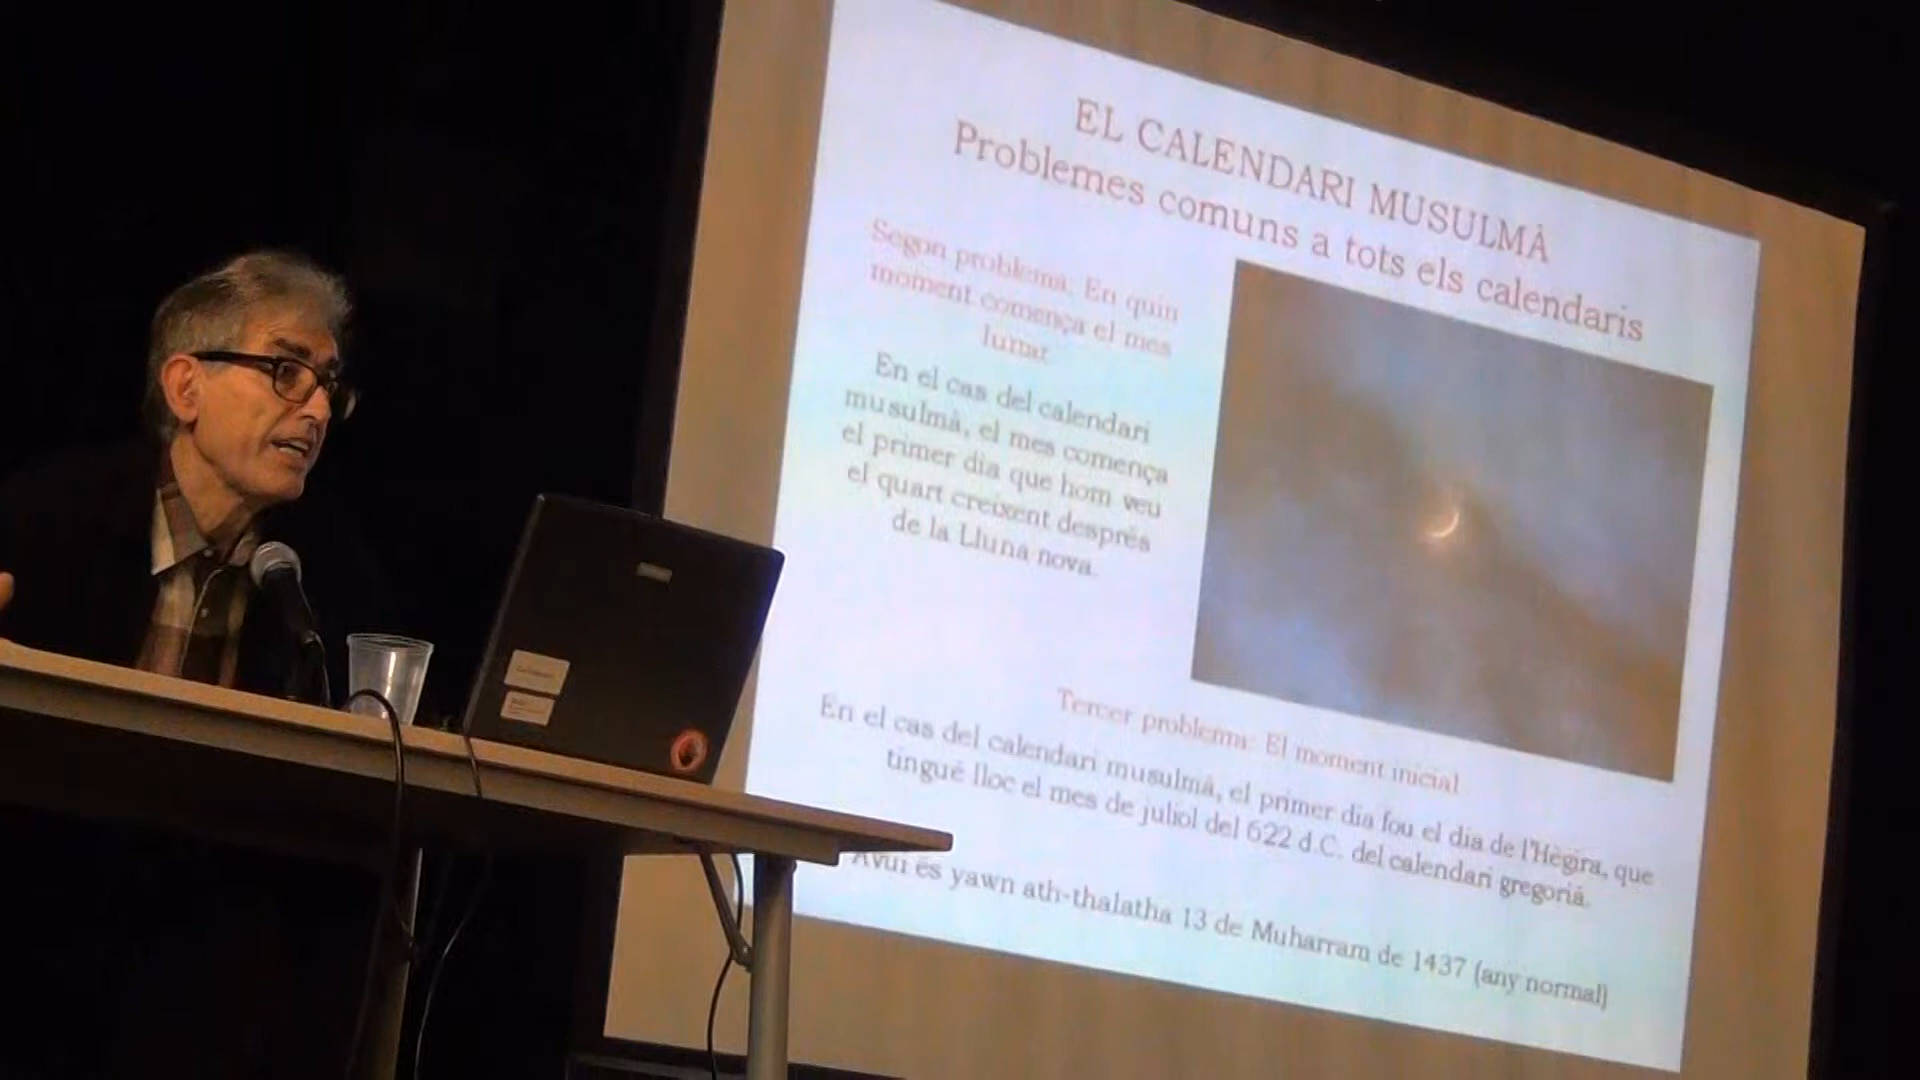 EL CALENDARI MUSULMÀ
Problemes comuns a tots els calendaris
Segon problema: En quin
moment comença el mes
lunar
En el cas del calendari
musulmà, el mes comença
el primer dia que hom veu
el quart creixent desprès
de la Lluna nova.
Tercer problema: El moment inicial
En el cas del calendari musulmà, el primer dia fou el dia de l'Hègira, que
tingué lloc el mes de juliol del 622 d.C. del calendari gregorià.
Avui és yawn ath-thalatha 13 de Muharram de 1437 (any normal)